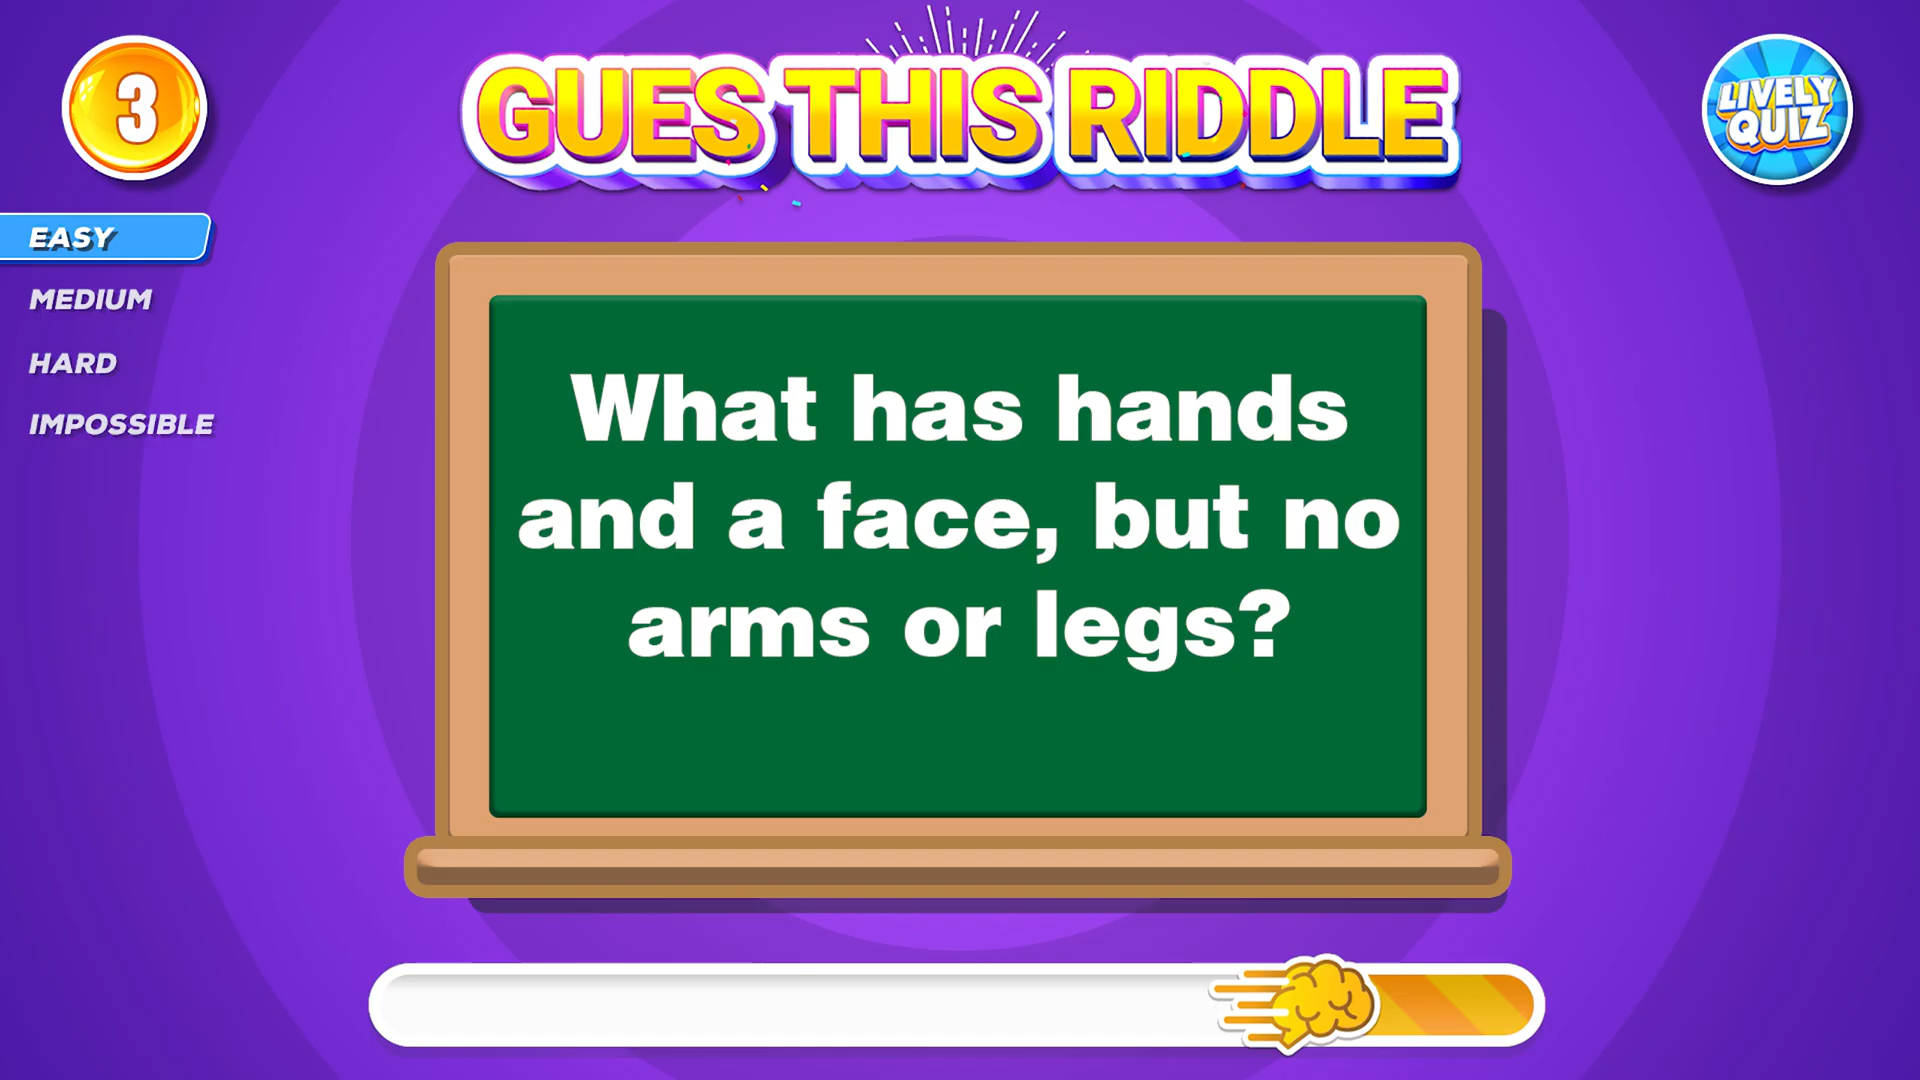 3
GUES THIS RIDDLE
LIVELY
QUIZ
EASY
MEDIUM
HARD
IMPOSSIBLE
What has hands
and a face, but no
arms or legs?